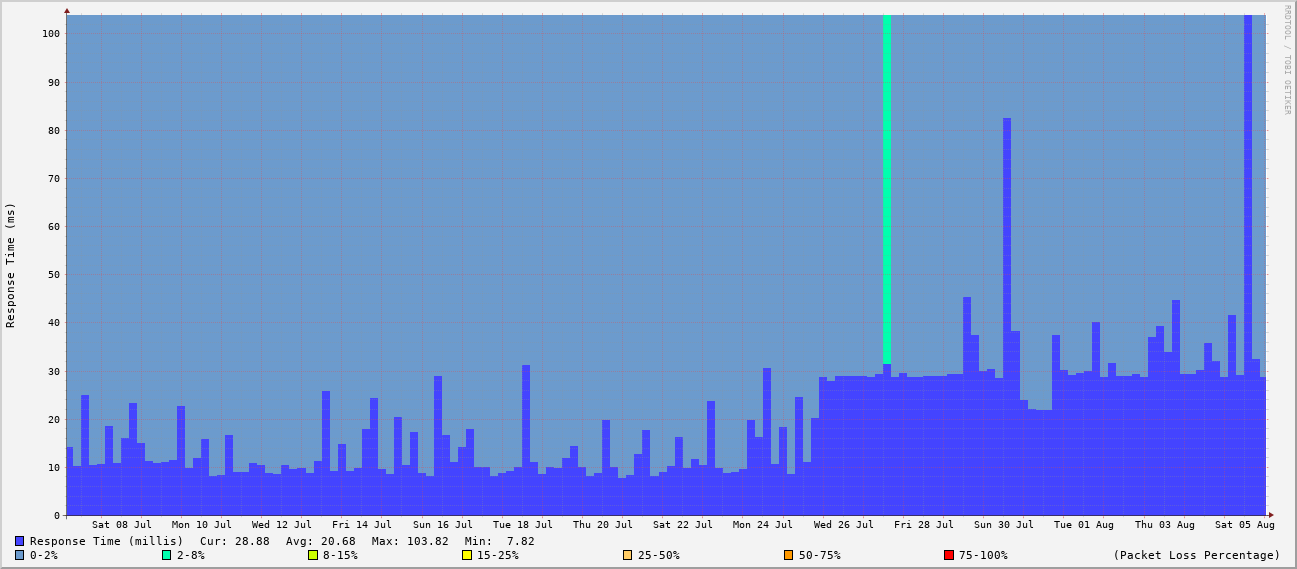 RRDTOOL / TOBI OETIKER
Response Time (ms)
100
90
80
70
60
50
40
30
20
10
0
Sat 08 Jul Mon 10 Jul Wed 12 Jul Fri 14 Jul Sun 16 Jul Tue 18 Jul Thu 20 Jul Sat 22 Jul Mon 24 Jul Wed 26 Jul Fri 28 Jul Sun 30 Jul Tue 01 Aug Thu 03 Aug Sat 05 Aug
Response Time (millis) Cur: 28.88 Avg: 20.68 Max: 103.82 Min: 7.82
0-2% 2-8% 8-15% 15-25% 25-50% 50-75% 75-100% (Packet Loss Percentage)